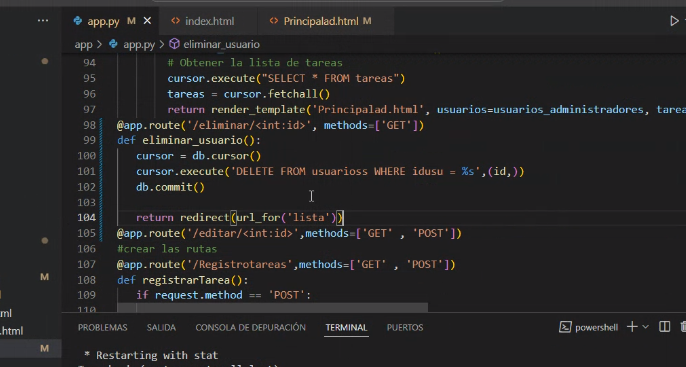 app.py M
index.html
Principalad.html M
app > app.py > eliminar_usuario
94 # Obtener la lista de tareas
95 cursor.execute("SELECT * FROM tareas")
96 tareas = cursor.fetchall()
97 return render_template('Principalad.html', usuarios=usuarios_administradores, tarea
98 @app.route('/eliminar/<int:id>', methods=['GET'])
99 def eliminar_usuario():
100 cursor = db.cursor()
101 cursor.execute('DELETE FROM usuarioss WHERE idusu = %s',(id,))
102 db.commit()
103
104 return redirect(url_for('lista'))
105 @app.route('/editar/<int:id>',methods=['GET' , 'POST'])
106 #crear las rutas
107 @app.route('/Registrotareas',methods=['GET' , 'POST'])
108 def registrarTarea():
109 if request.method == 'POST':
110
M
.html
M
PROBLEMAS SALIDA CONSOLA DE DEPURACIÓN TERMINAL PUERTOS
powershell
* Restarting with stat